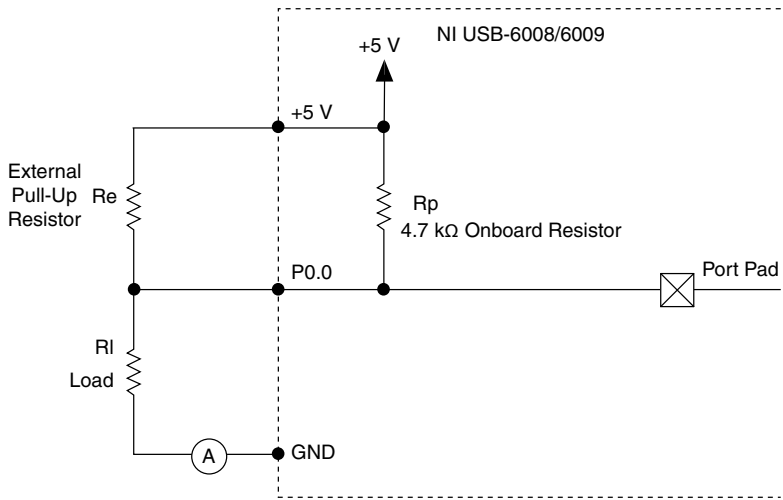 NI USB-6008/6009
+5 V
+5 V
External
Pull-Up
Resistor
Re
Rp
4.7 kΩ Onboard Resistor
P0.0
Port Pad
Rl
Load
A
GND